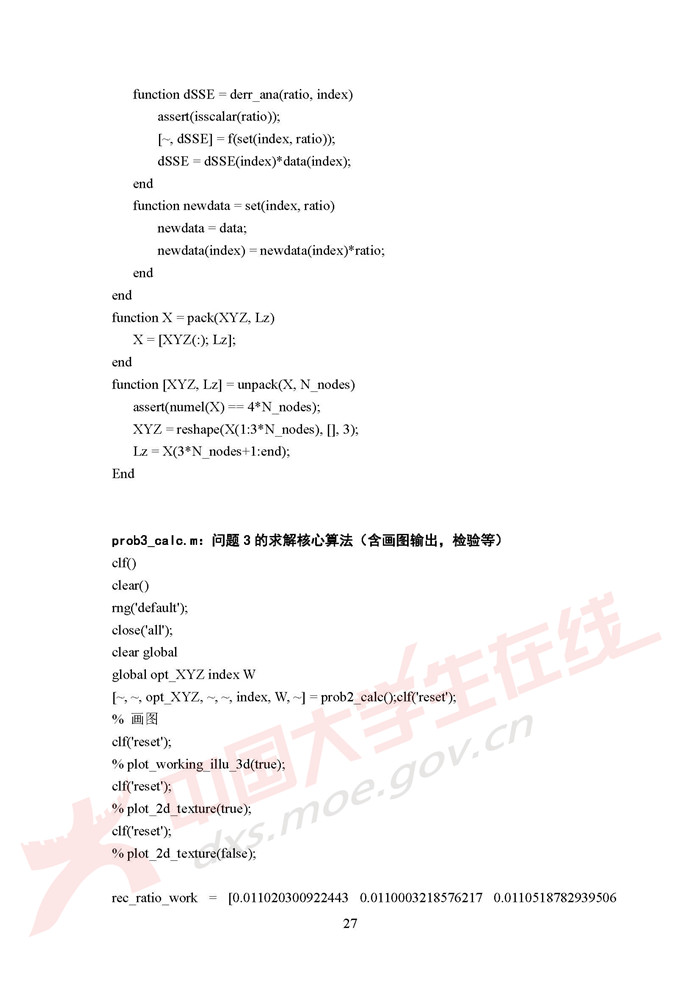 function dSSE = derr_ana(ratio, index)
assert(isscalar(ratio));
[~, dSSE] = f(set(index, ratio));
dSSE = dSSE(index)*data(index);
end
function newdata = set(index, ratio)
newdata = data;
newdata(index) = newdata(index)*ratio;
end
end
function X = pack(XYZ, Lz)
X = [XYZ(:); Lz];
end
function [XYZ, Lz] = unpack(X, N_nodes)
assert(numel(X) == 4*N_nodes);
XYZ = reshape(X(1:3*N_nodes), [], 3);
Lz = X(3*N_nodes+1:end);
End
prob3_calc.m：问题 3 的求解核心算法（含画图输出，检验等）
clf()
clear()
rng('default');
close('all');
clear global
global opt_XYZ index W
[~, ~, opt_XYZ, ~, ~, index, W, ~] = prob2_calc();clf('reset');
% 画图
clf('reset');
% plot_working_illu_3d(true);
clf('reset');
% plot_2d_texture(true);
clf('reset');
% plot_2d_texture(false);
rec_ratio_work = [0.011020300922443 0.0110003218576217 0.0110518782939506
27
中国大学生在线
dxs.moe.gov.cn